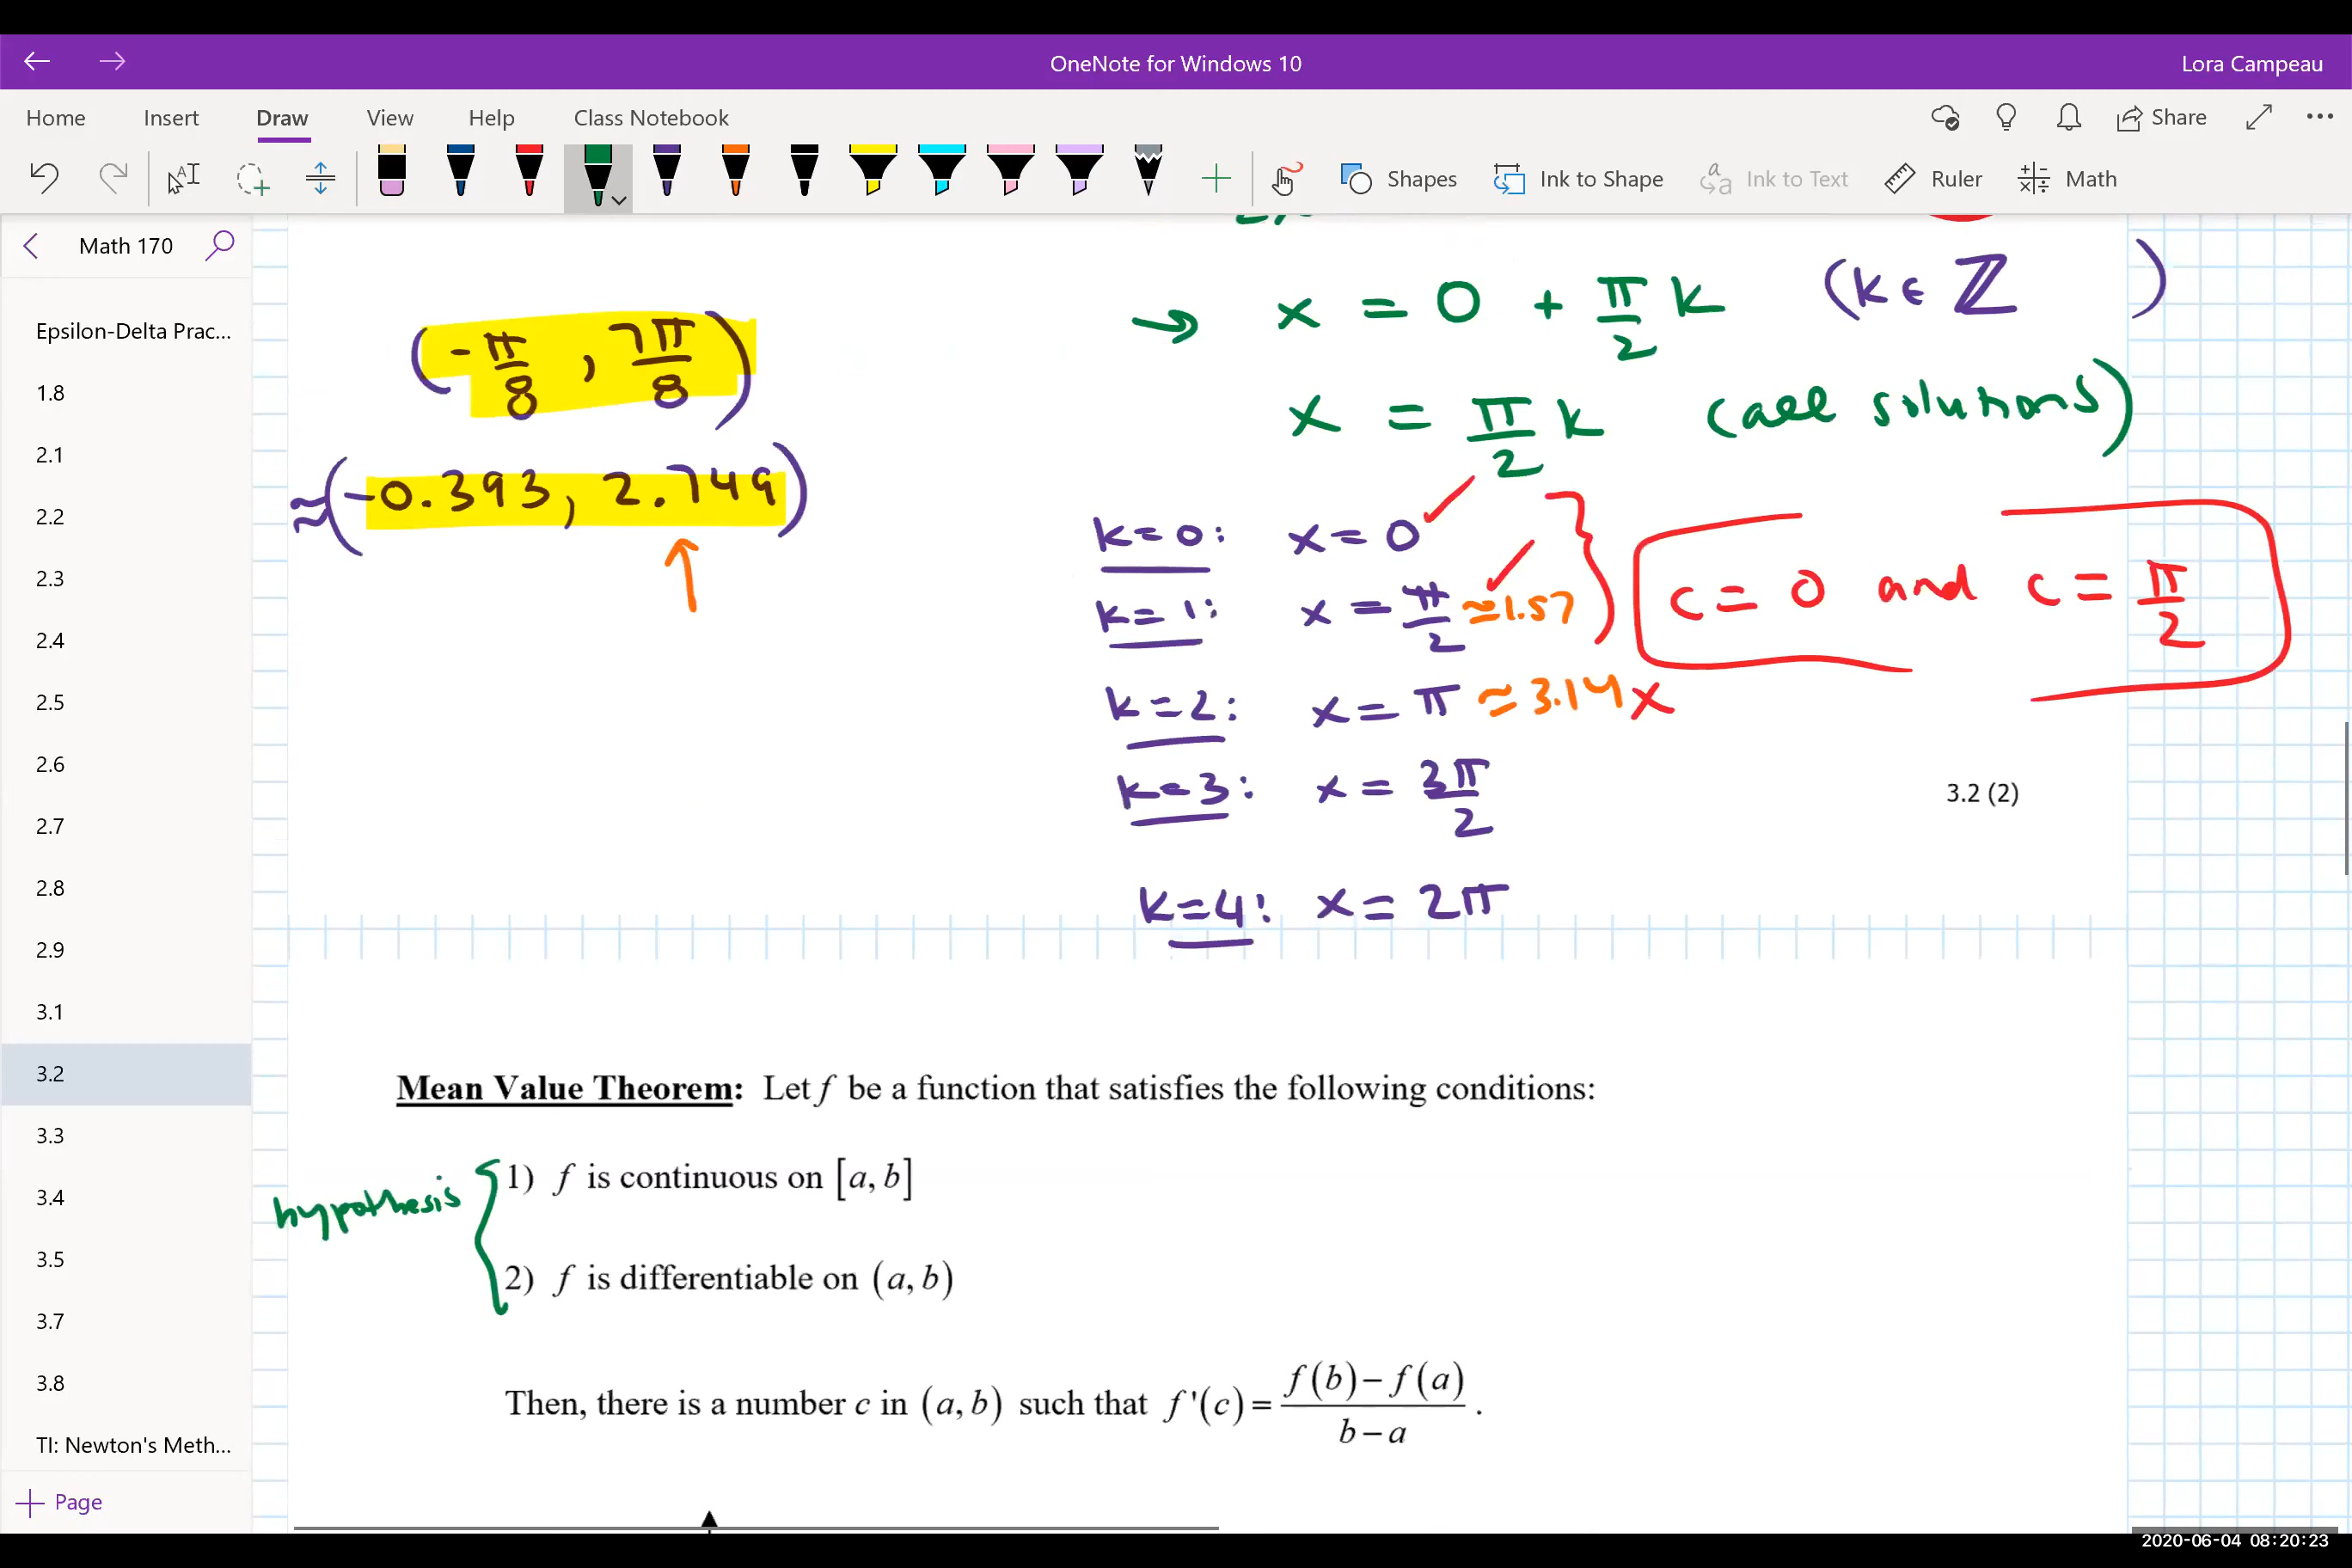 OneNote for Windows 10
Lora Campeau
Home Insert Draw View Help Class Notebook
Share
Shapes Ink to Shape Ink to Text Ruler Math
Math 170
Epsilon-Delta Prac...
1.8
2.1
2.2
2.3
2.4
2.5
2.6
2.7
2.8
2.9
3.1
3.2
3.3
3.4
3.5
3.7
3.8
TI: Newton's Meth...
Page
(-π/8, 7π/8)
≈(-0.393, 2.749)
→ x = 0 + π/2 k (k ∈ ℤ )
x = π/2 k (all solutions)
k=0: x=0
k=1: x=π/2 ≈1.57
c=0 and c=π/2
k=2: x=π ≈3.14 x
k=3: x=3π/2
3.2 (2)
k=4: x=2π
Mean Value Theorem: Let f be a function that satisfies the following conditions:
hypothesis
1) f is continuous on [a,b]
2) f is differentiable on (a,b)
Then, there is a number c in (a,b) such that f'(c)= f(b)−f(a) / b−a .
2020-06-04 08:20:23